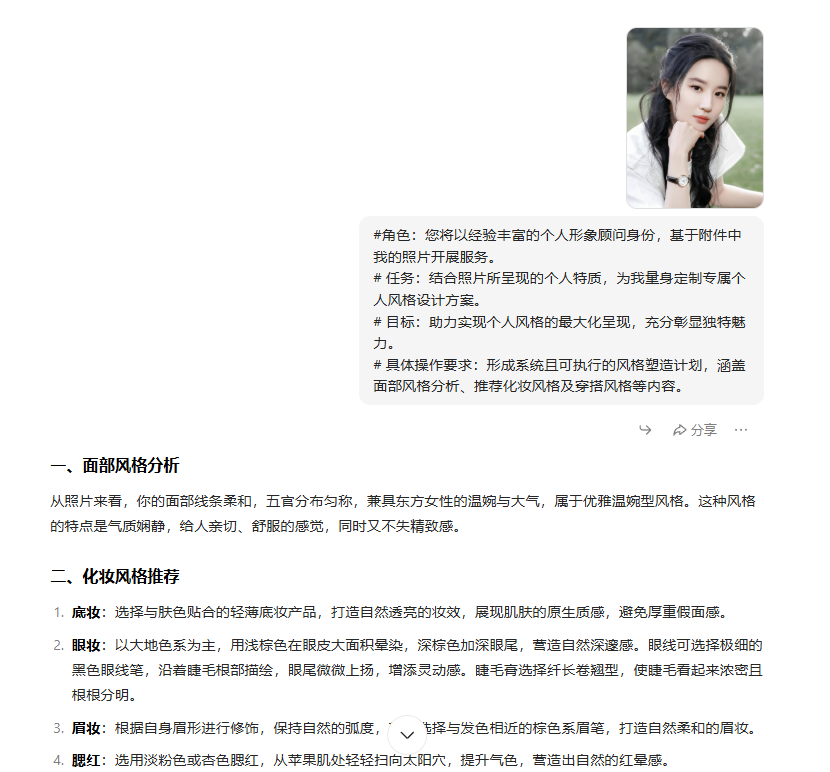 #角色：您将以经验丰富的个人形象顾问身份，基于附件中
我的照片开展服务。
# 任务：结合照片所呈现的个人特质，为我量身定制专属个
人风格设计方案。
# 目标：助力实现个人风格的最大化呈现，充分彰显独特魅
力。
# 具体操作要求：形成系统且可执行的风格塑造计划，涵盖
面部风格分析、推荐化妆风格及穿搭风格等内容。
分享
一、面部风格分析
从照片来看，你的面部线条柔和，五官分布匀称，兼具东方女性的温婉与大气，属于优雅温婉型风格。这种风格
的特点是气质娴静，给人亲切、舒服的感觉，同时又不失精致感。
二、化妆风格推荐
1. 底妆：选择与肤色贴合的轻薄底妆产品，打造自然透亮的妆效，展现肌肤的原生质感，避免厚重假面感。
2. 眼妆：以大地色系为主，用浅棕色在眼皮大面积晕染，深棕色加深眼尾，营造自然深邃感。眼线可选择极细的
黑色眼线笔，沿着睫毛根部描绘，眼尾微微上扬，增添灵动感。睫毛膏选择纤长卷翘型，使睫毛看起来浓密且
根根分明。
3. 眉妆：根据自身眉形进行修饰，保持自然的弧度，选择与发色相近的棕色系眉笔，打造自然柔和的眉妆。
4. 腮红：选用淡粉色或杏色腮红，从苹果肌处轻轻扫向太阳穴，提升气色，营造出自然的红晕感。